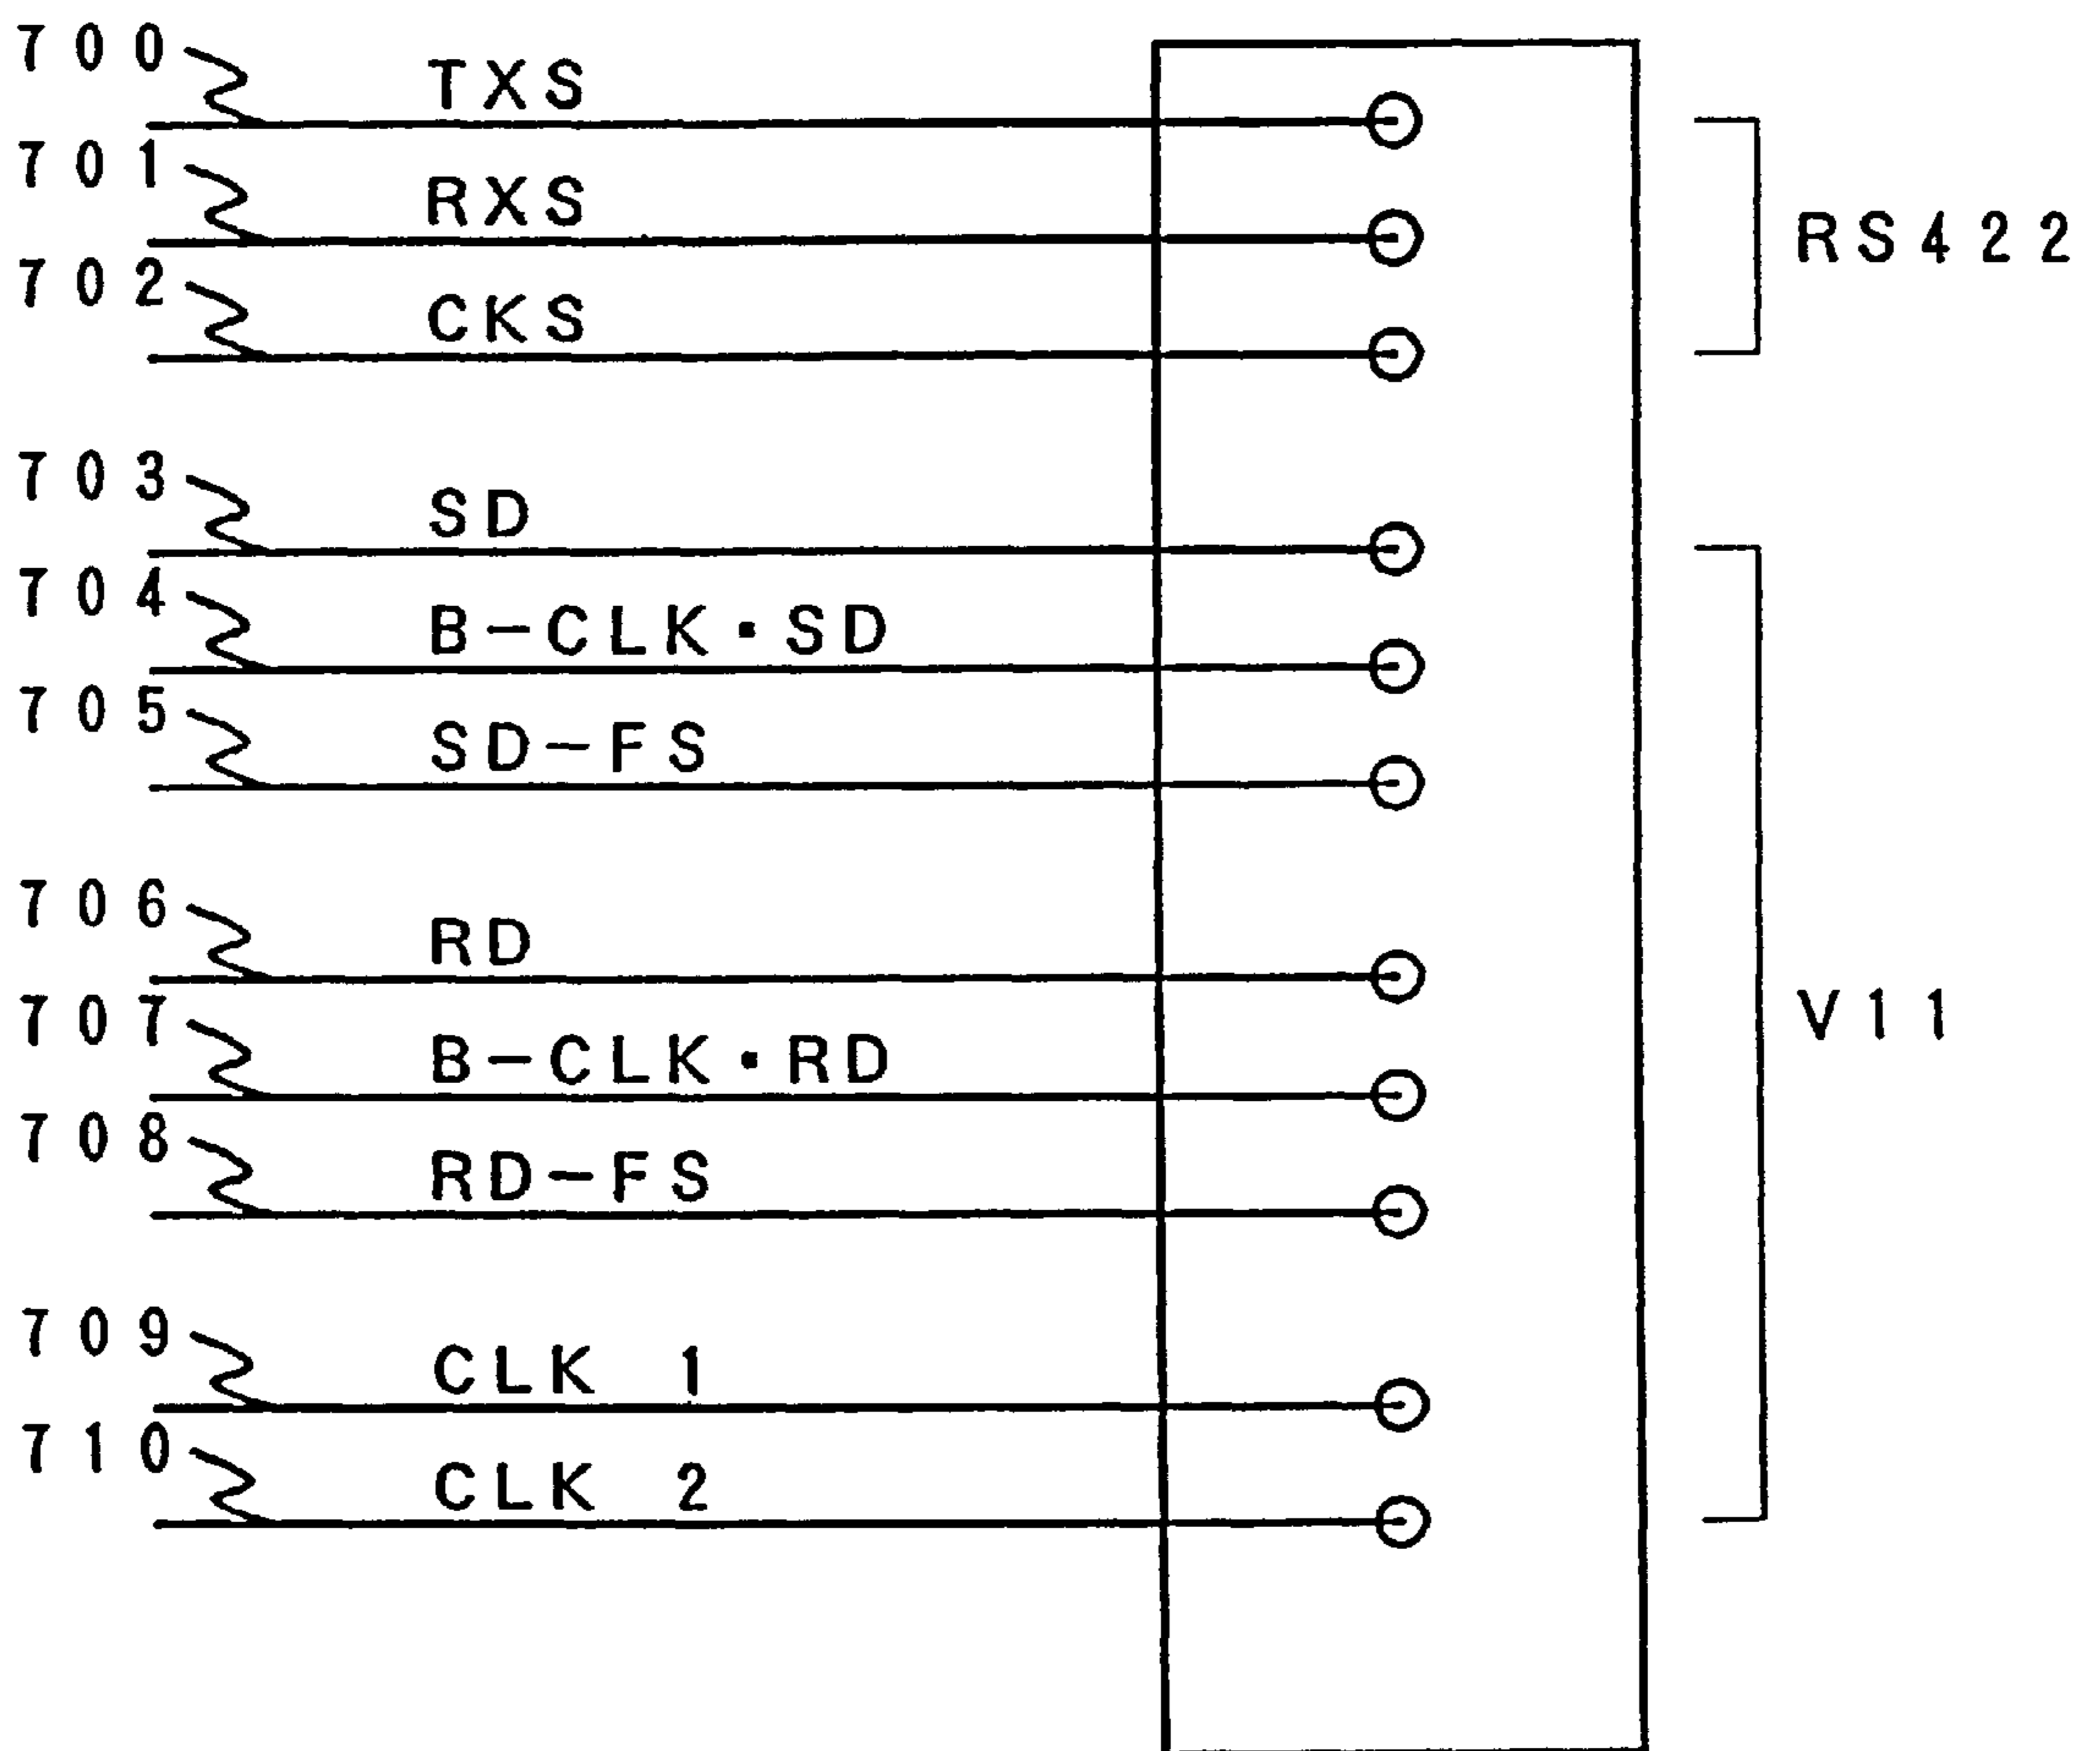 700
TXS
701
RXS
702
CKS
RS422
703
SD
704
B-CLK·SD
705
SD-FS
706
RD
707
B-CLK·RD
V11
708
RD-FS
709
CLK 1
710
CLK 2